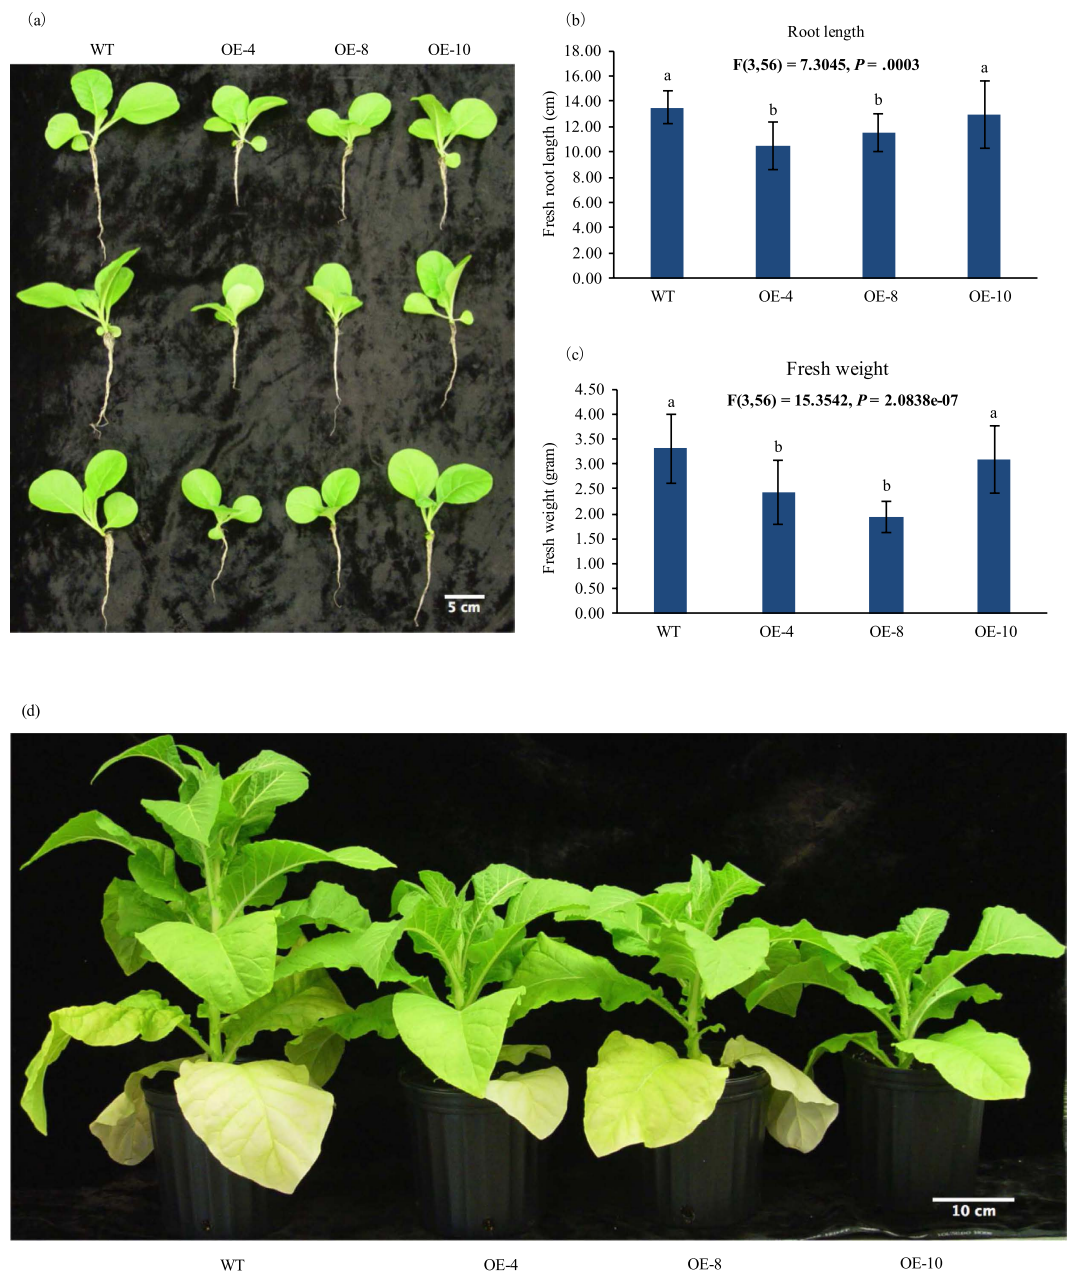 (a)
WT OE-4 OE-8 OE-10
5 cm
(b)
Root length
F(3,56) = 7.3045, P = .0003
Fresh root length (cm)
18.00
16.00
14.00
12.00
10.00
8.00
6.00
4.00
2.00
0.00
a
b
b
a
WT OE-4 OE-8 OE-10
(c)
Fresh weight
F(3,56) = 15.3542, P = 2.0838e-07
Fresh weight (gram)
4.50
4.00
3.50
3.00
2.50
2.00
1.50
1.00
0.50
0.00
a
b
b
a
WT OE-4 OE-8 OE-10
(d)
10 cm
WT OE-4 OE-8 OE-10